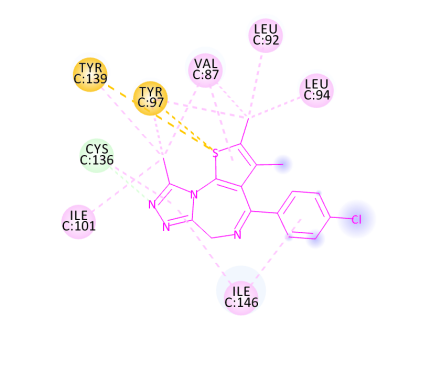 LEU
C:92
TYR
C:139
VAL
C:87
TYR
C:97
LEU
C:94
CYS
C:136
S
N
N
N
N
Cl
ILE
C:101
ILE
C:146